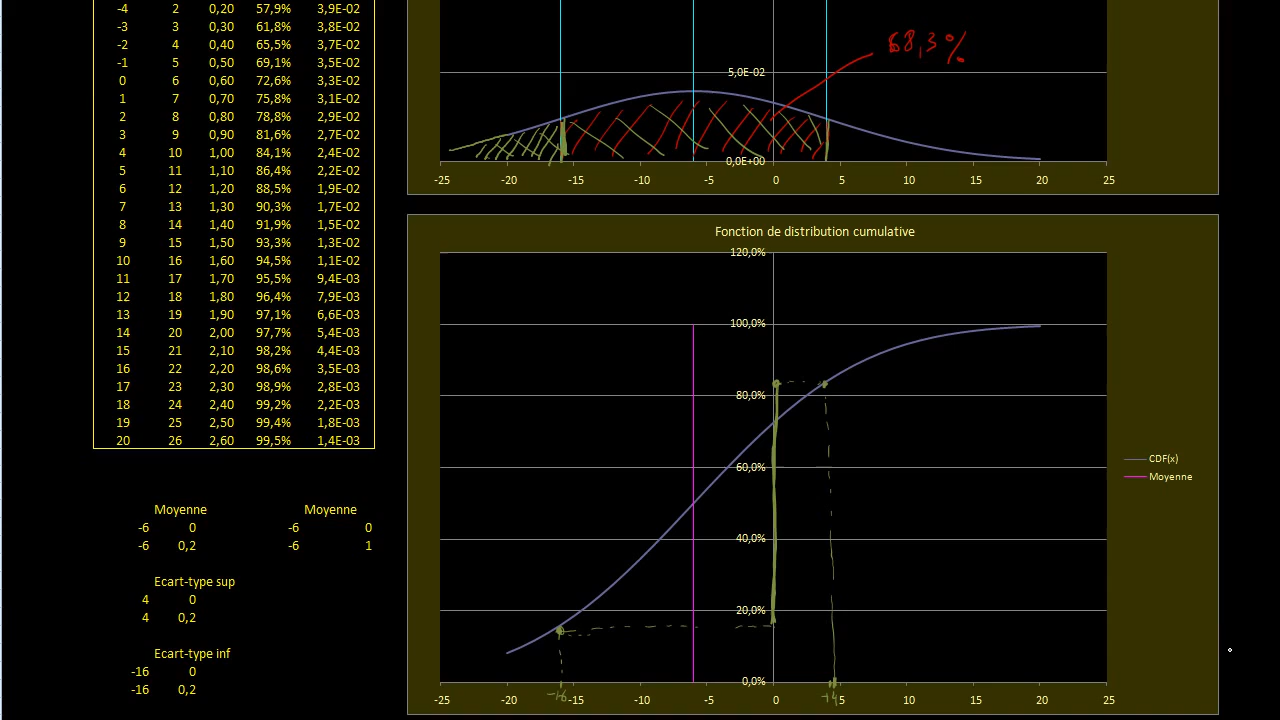 -4 2 0,20 57,9% 3,9E-02
-3 3 0,30 61,8% 3,8E-02
-2 4 0,40 65,5% 3,7E-02
-1 5 0,50 69,1% 3,5E-02
0 6 0,60 72,6% 3,3E-02
1 7 0,70 75,8% 3,1E-02
2 8 0,80 78,8% 2,9E-02
3 9 0,90 81,6% 2,7E-02
4 10 1,00 84,1% 2,4E-02
5 11 1,10 86,4% 2,2E-02
6 12 1,20 88,5% 1,9E-02
7 13 1,30 90,3% 1,7E-02
8 14 1,40 91,9% 1,5E-02
9 15 1,50 93,3% 1,3E-02
10 16 1,60 94,5% 1,1E-02
11 17 1,70 95,5% 9,4E-03
12 18 1,80 96,4% 7,9E-03
13 19 1,90 97,1% 6,6E-03
14 20 2,00 97,7% 5,4E-03
15 21 2,10 98,2% 4,4E-03
16 22 2,20 98,6% 3,5E-03
17 23 2,30 98,9% 2,8E-03
18 24 2,40 99,2% 2,2E-03
19 25 2,50 99,4% 1,8E-03
20 26 2,60 99,5% 1,4E-03
Moyenne Moyenne
-6 0 -6 0
-6 0,2 -6 1
Ecart-type sup
4 0
4 0,2
Ecart-type inf
-16 0
-16 0,2
68,3%
5,0E-02
0,0E+00
-25 -20 -15 -10 -5 0 5 10 15 20 25
Fonction de distribution cumulative
120,0%
100,0%
80,0%
60,0%
40,0%
20,0%
0,0%
CDF(x)
Moyenne
-16 +4
-25 -20 -15 -10 -5 0 5 10 15 20 25